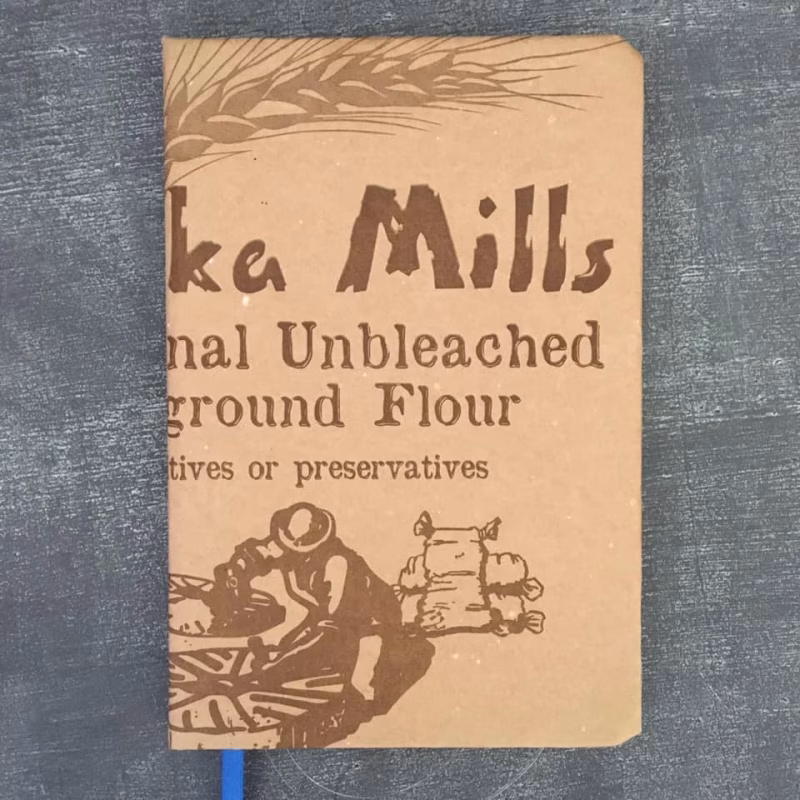 ka Mills
nal Unbleached
ground Flour
tives or preservatives